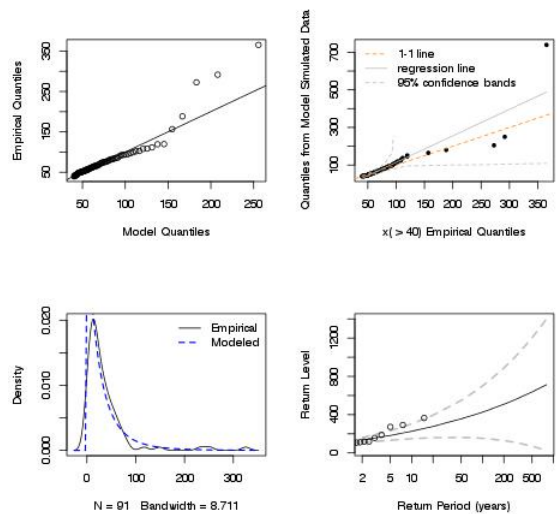 Empirical Quantiles
50
150
250
350
50
100
150
200
250
Model Quantiles
Quantiles from Model Simulated Data
100
300
500
700
1-1 line
regression line
95% confidence bands
50
100
150
200
250
300
350
x( > 40) Empirical Quantiles
Density
0.000
0.010
0.020
Empirical
Modeled
0
100
200
300
N = 91 Bandwidth = 8.711
Return Level
0
400
800
1200
2
5
10
50
200
500
Return Period (years)